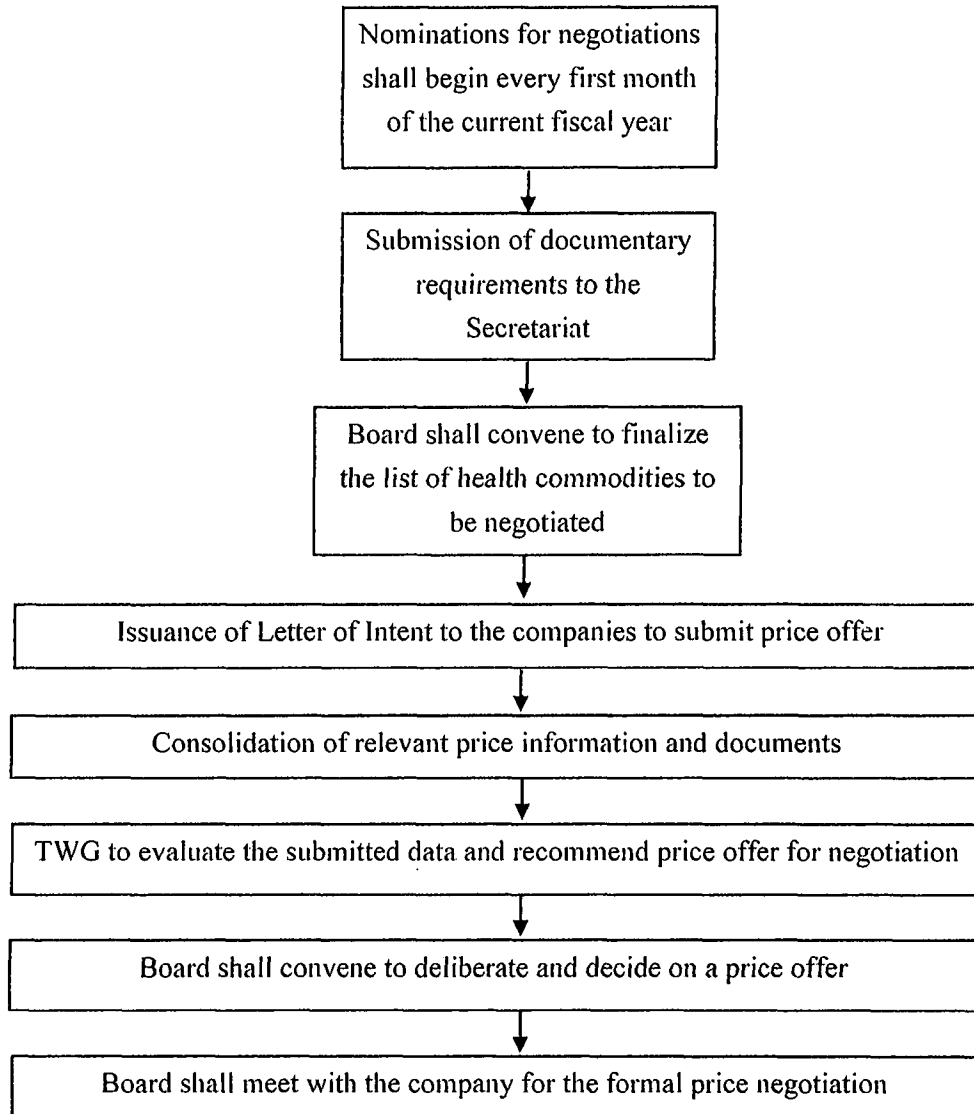 Nominations for negotiations
shall begin every first month
of the current fiscal year
Submission of documentary
requirements to the
Secretariat
Board shall convene to finalize
the list of health commodities to
be negotiated
Issuance of Letter of Intent to the companies to submit price offer
Consolidation of relevant price information and documents
TWG to evaluate the submitted data and recommend price offer for negotiation
Board shall convene to deliberate and decide on a price offer
Board shall meet with the company for the formal price negotiation